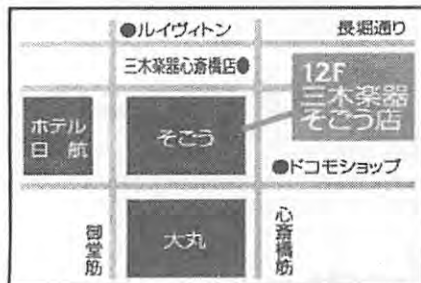 ●ルイヴィトン
長堀通り
三木楽器心斎橋店●
12F
三木楽器
そごう店
ホテル
日 航
そごう
●ドコモショップ
御堂筋
大丸
心斎橋筋